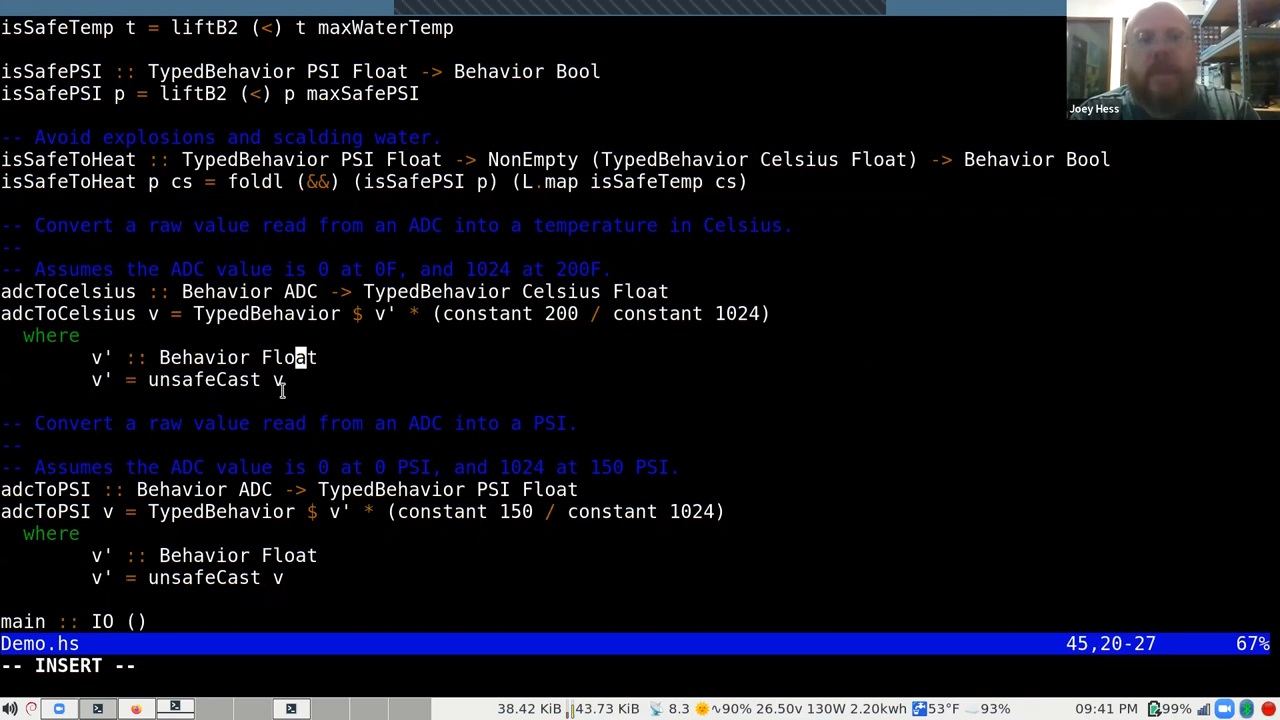 isSafeTemp t = liftB2 (<) t maxWaterTemp
Joey Hess
isSafePSI :: TypedBehavior PSI Float -> Behavior Bool
isSafePSI p = liftB2 (<) p maxSafePSI
-- Avoid explosions and scalding water.
isSafeToHeat :: TypedBehavior PSI Float -> NonEmpty (TypedBehavior Celsius Float) -> Behavior Bool
isSafeToHeat p cs = foldl (&&) (isSafePSI p) (L.map isSafeTemp cs)
-- Convert a raw value read from an ADC into a temperature in Celsius.
--
-- Assumes the ADC value is 0 at 0F, and 1024 at 200F.
adcToCelsius :: Behavior ADC -> TypedBehavior Celsius Float
adcToCelsius v = TypedBehavior $ v' * (constant 200 / constant 1024)
where
v' :: Behavior Float
v' = unsafeCast v
-- Convert a raw value read from an ADC into a PSI.
--
-- Assumes the ADC value is 0 at 0 PSI, and 1024 at 150 PSI.
adcToPSI :: Behavior ADC -> TypedBehavior PSI Float
adcToPSI v = TypedBehavior $ v' * (constant 150 / constant 1024)
where
v' :: Behavior Float
v' = unsafeCast v
main :: IO ()
Demo.hs 45,20-27 67%
-- INSERT --
38.42 KiB 43.73 KiB 8.3 ∿90% 26.50v 130W 2.20kwh 53°F 93% 09:41 PM 99%